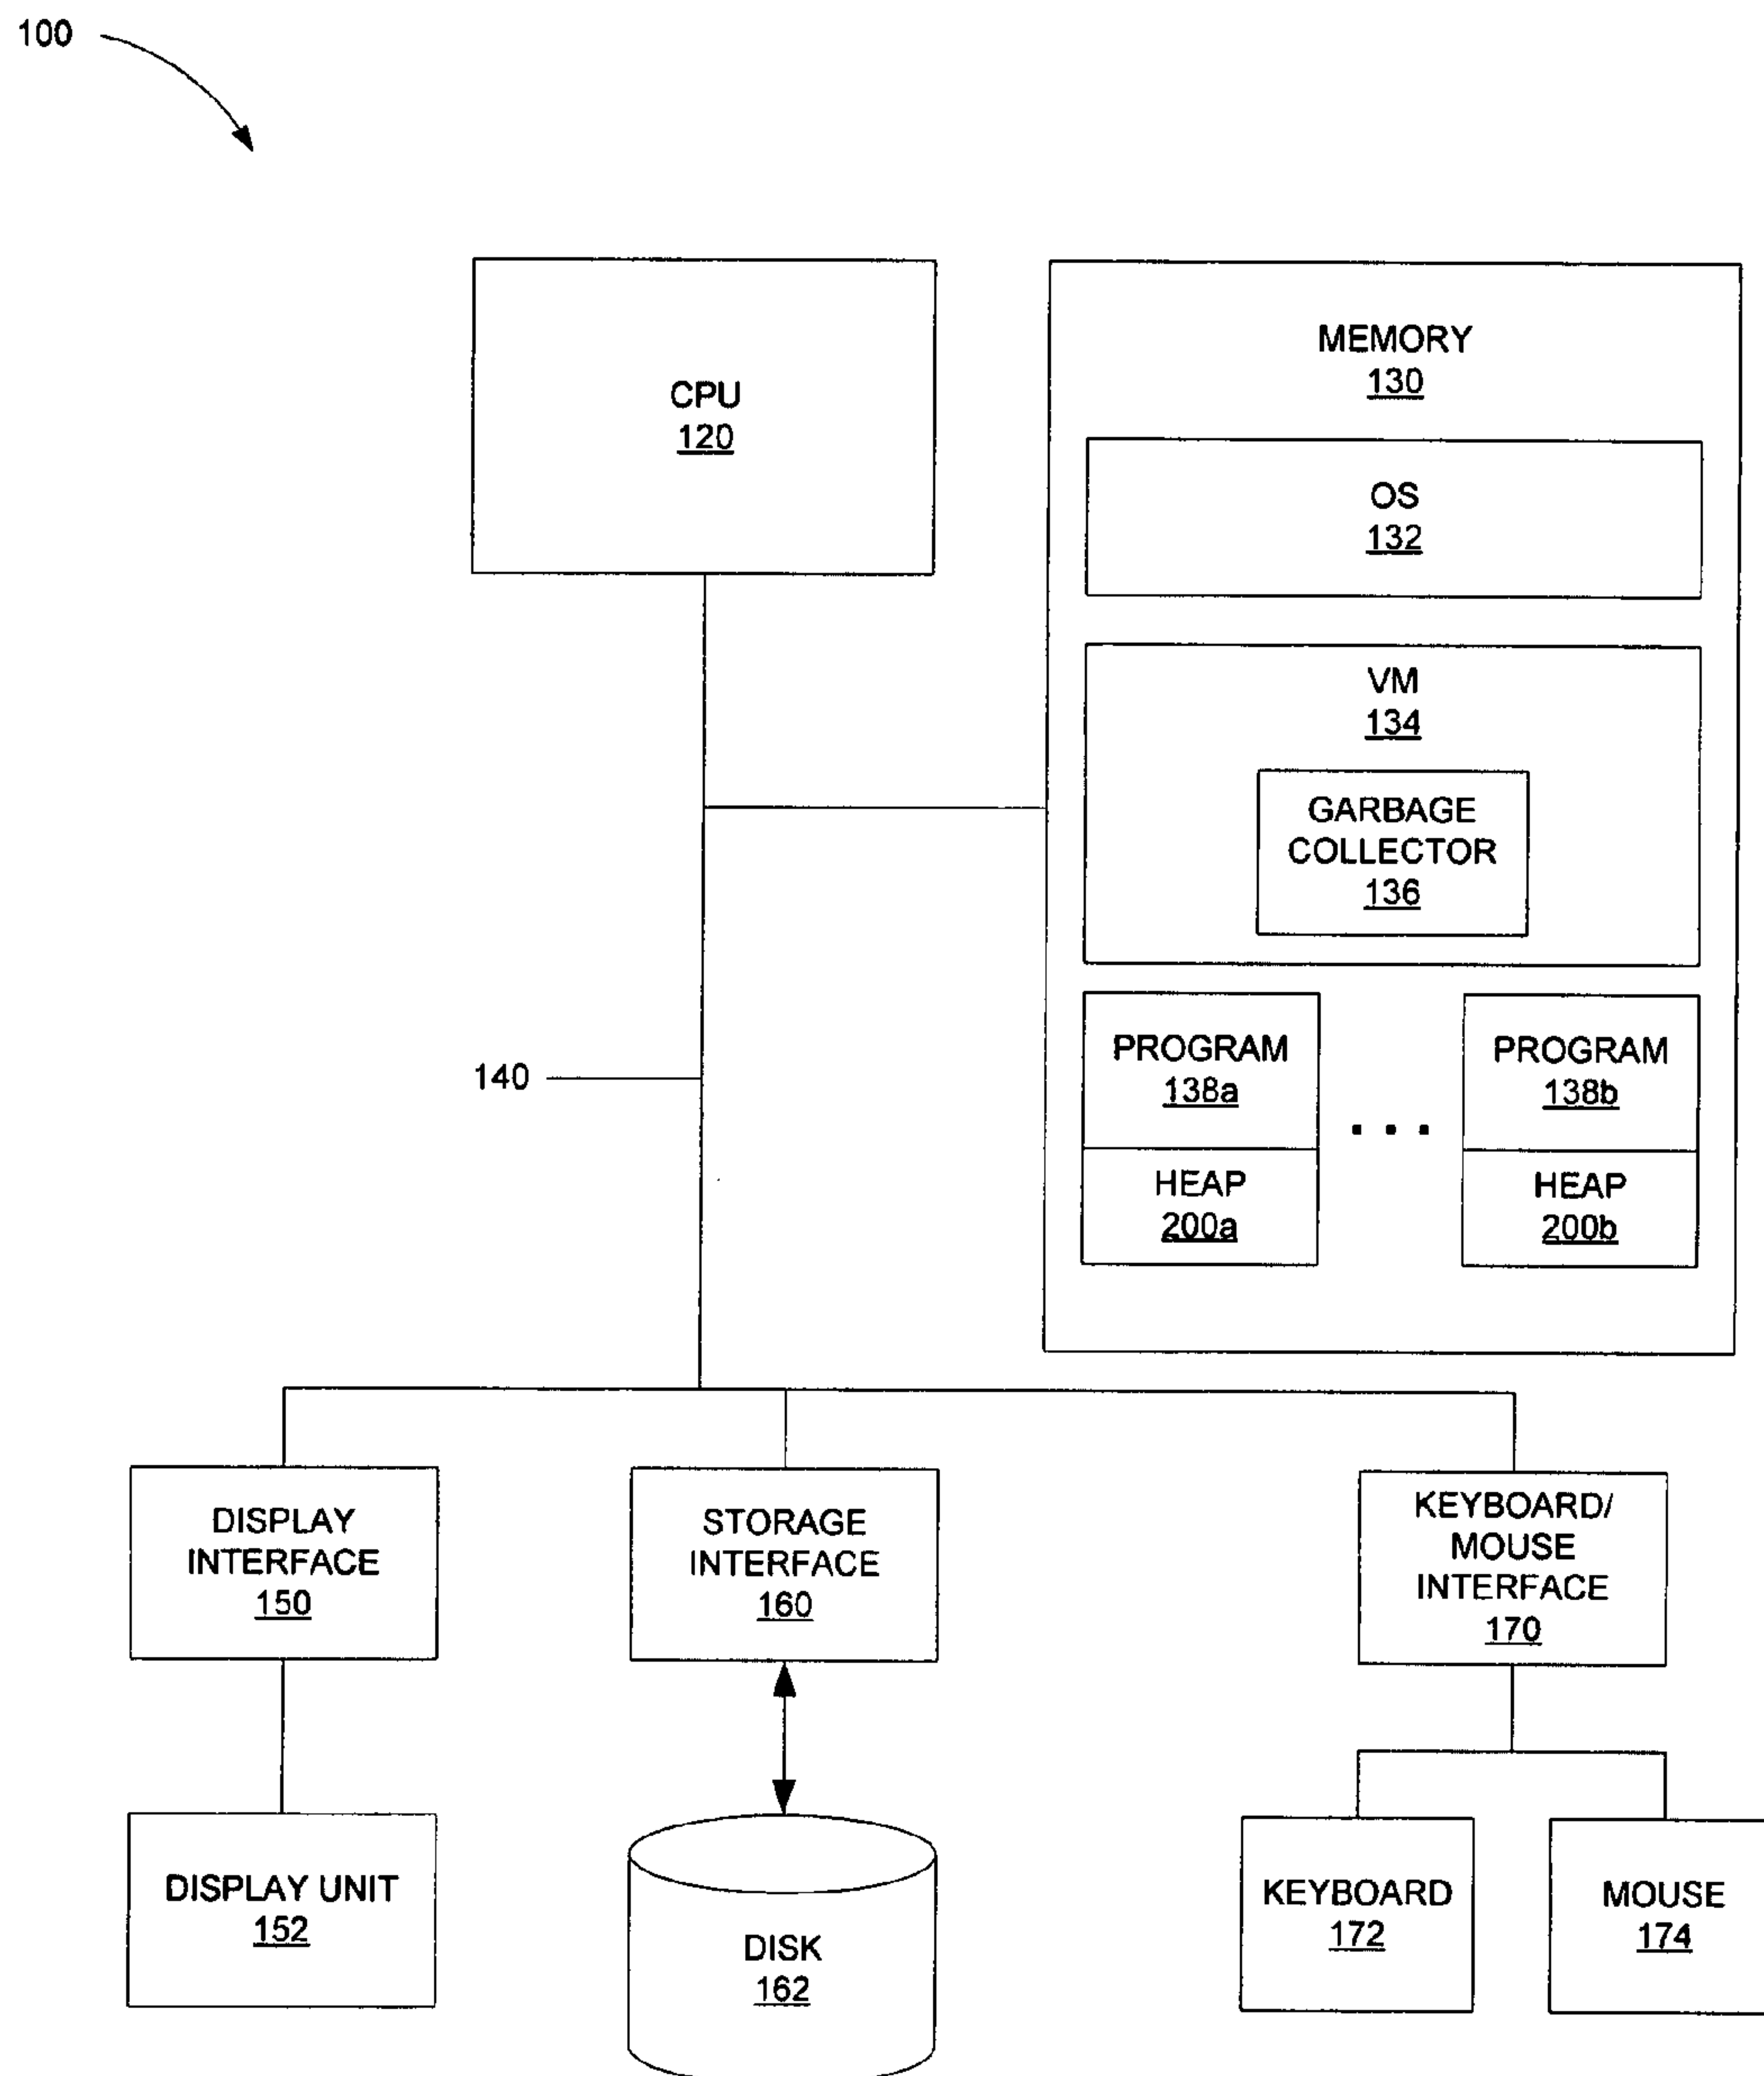 100
CPU
120
MEMORY
130
OS
132
VM
134
GARBAGE
COLLECTOR
136
PROGRAM
138a
HEAP
200a
. . .
PROGRAM
138b
HEAP
200b
140
DISPLAY
INTERFACE
150
STORAGE
INTERFACE
160
KEYBOARD/
MOUSE
INTERFACE
170
DISPLAY UNIT
152
DISK
162
KEYBOARD
172
MOUSE
174